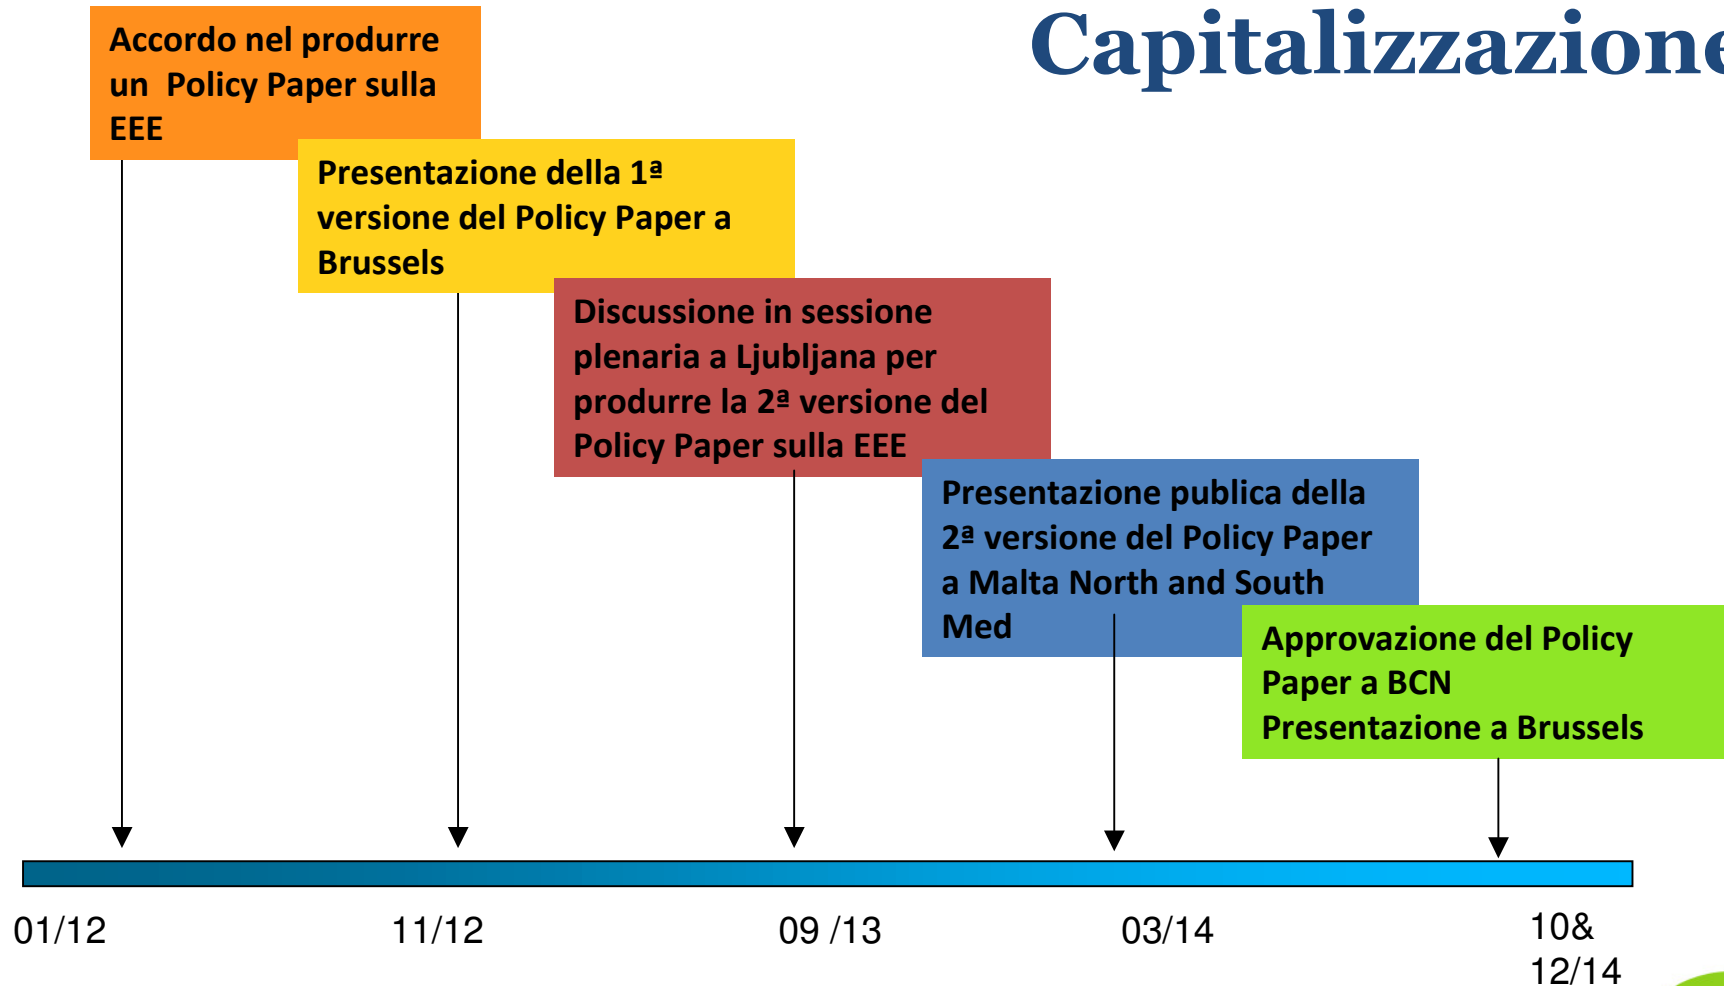 Capitalizzazione
Accordo nel produrre
un Policy Paper sulla
EEE
Presentazione della 1ª
versione del Policy Paper a
Brussels
Discussione in sessione
plenaria a Ljubljana per
produrre la 2ª versione del
Policy Paper sulla EEE
Presentazione publica della
2ª versione del Policy Paper
a Malta North and South
Med
Approvazione del Policy
Paper a BCN
Presentazione a Brussels
01/12
11/12
09 /13
03/14
10&
12/14